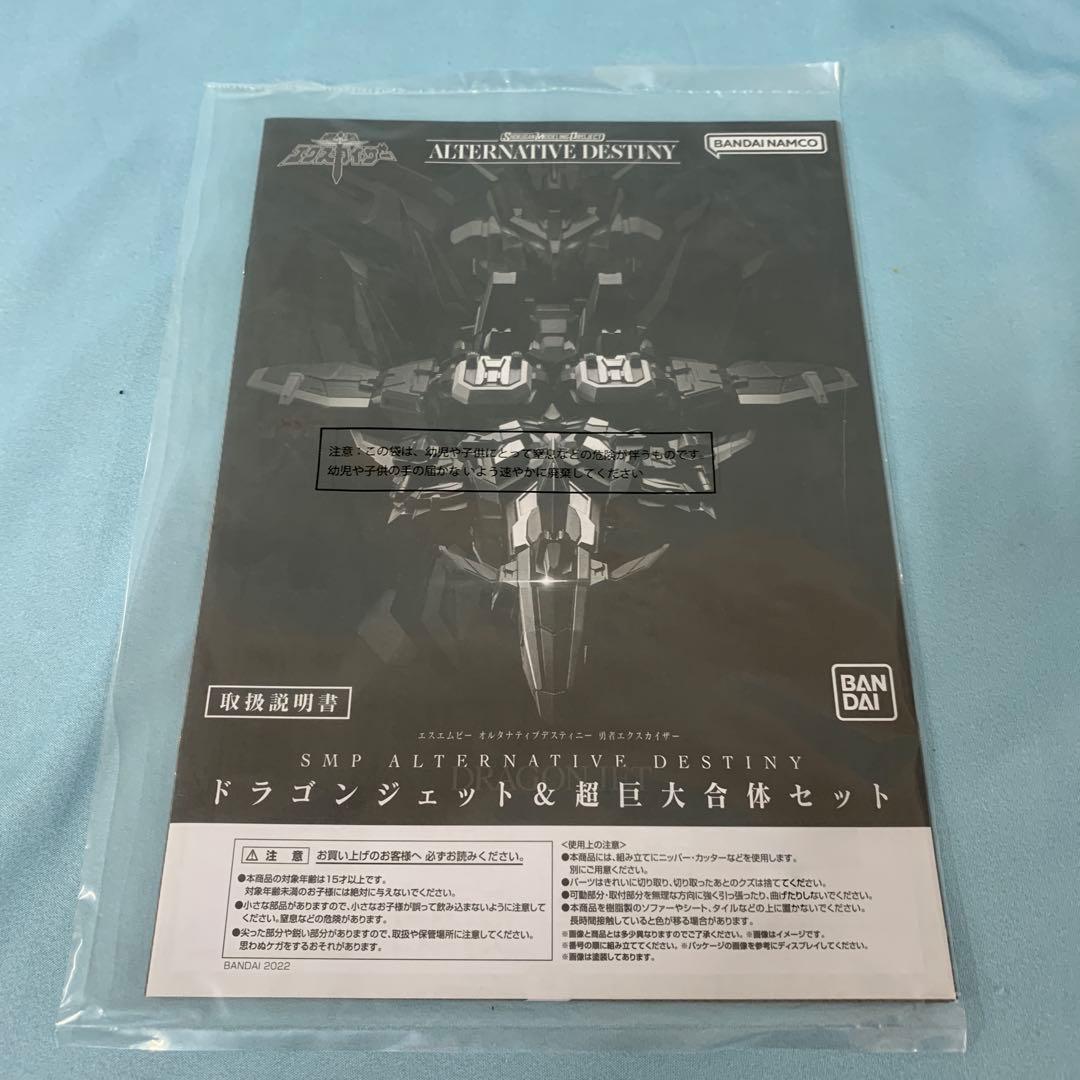 勇者
エクスカイザー
SHOKUGAN MODELING PROJECT
ALTERNATIVE DESTINY
BANDAI NAMCO
注意：この袋は、幼児や子供にとって窒息などの危険が伴うものです
幼児や子供の手の届かないよう速やかに廃棄してください
取扱説明書
BAN
DAI
エスエムピー オルタナティブデスティニー 勇者エクスカイザー
SMP ALTERNATIVE DESTINY
DRAGON JET
ドラゴンジェット&超巨大合体セット
⚠ 注意 お買い上げのお客様へ 必ずお読みください。
●本商品の対象年齢は15才以上です。
対象年齢未満のお子様には絶対に与えないでください。
●小さな部品がありますので、小さなお子様が誤って飲み込まないように注意して
ください。窒息などの危険があります。
●尖った部分や鋭い部分がありますので、取扱や保管場所に注意してください。
思わぬケガをするおそれがあります。
BANDAI 2022
<使用上の注意>
●本商品には、組み立てにニッパー・カッターなどを使用します。
別にご用意ください。
●パーツはきれいに切り取り、切り取ったあとのクズは捨ててください。
●可動部分・取付部分を無理な方向に強く引っ張ったり、曲げたりしないでください。
●本商品を樹脂製のソファーやシート、タイルなどの上に置かないでください。
長時間接触していると色が移る場合があります。
※画像と商品とは多少異なりますのでご了承ください。※画像はイメージです。
※番号の順に組み立ててください。※パッケージの画像を参考にディスプレイしてください。
※画像は塗装してあります。